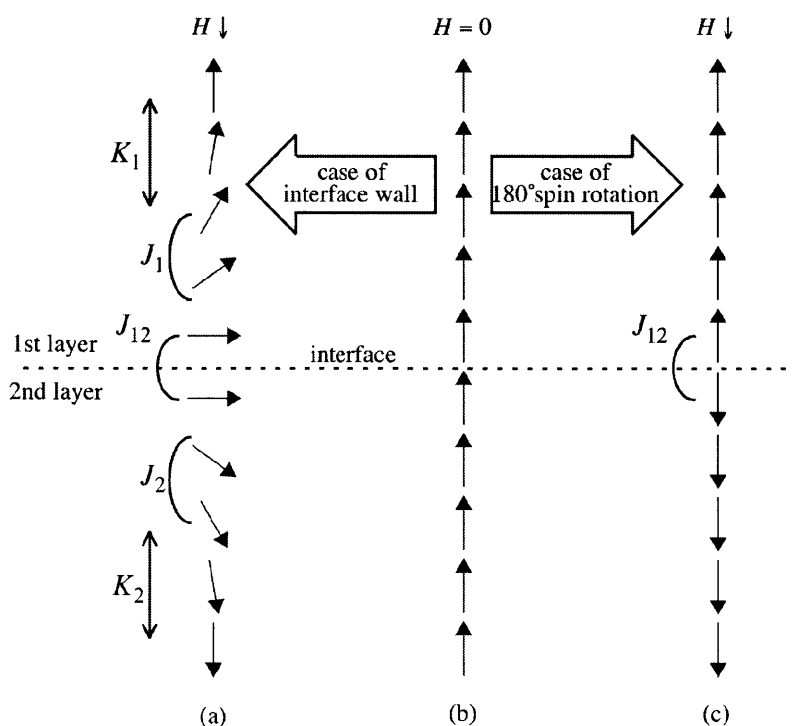 H ↓
H = 0
H ↓
K₁
case of
interface wall
case of
180°spin rotation
J₁
J₁₂
J₁₂
1st layer
interface
2nd layer
J₂
K₂
(a)
(b)
(c)